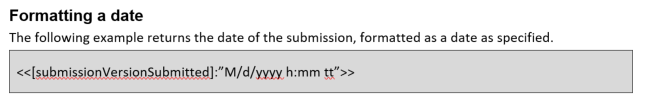 Formatting a date
The following example returns the date of the submission, formatted as a date as specified.
<<[submissionVersionSubmitted]:”M/d/yyyy h:mm tt”>>